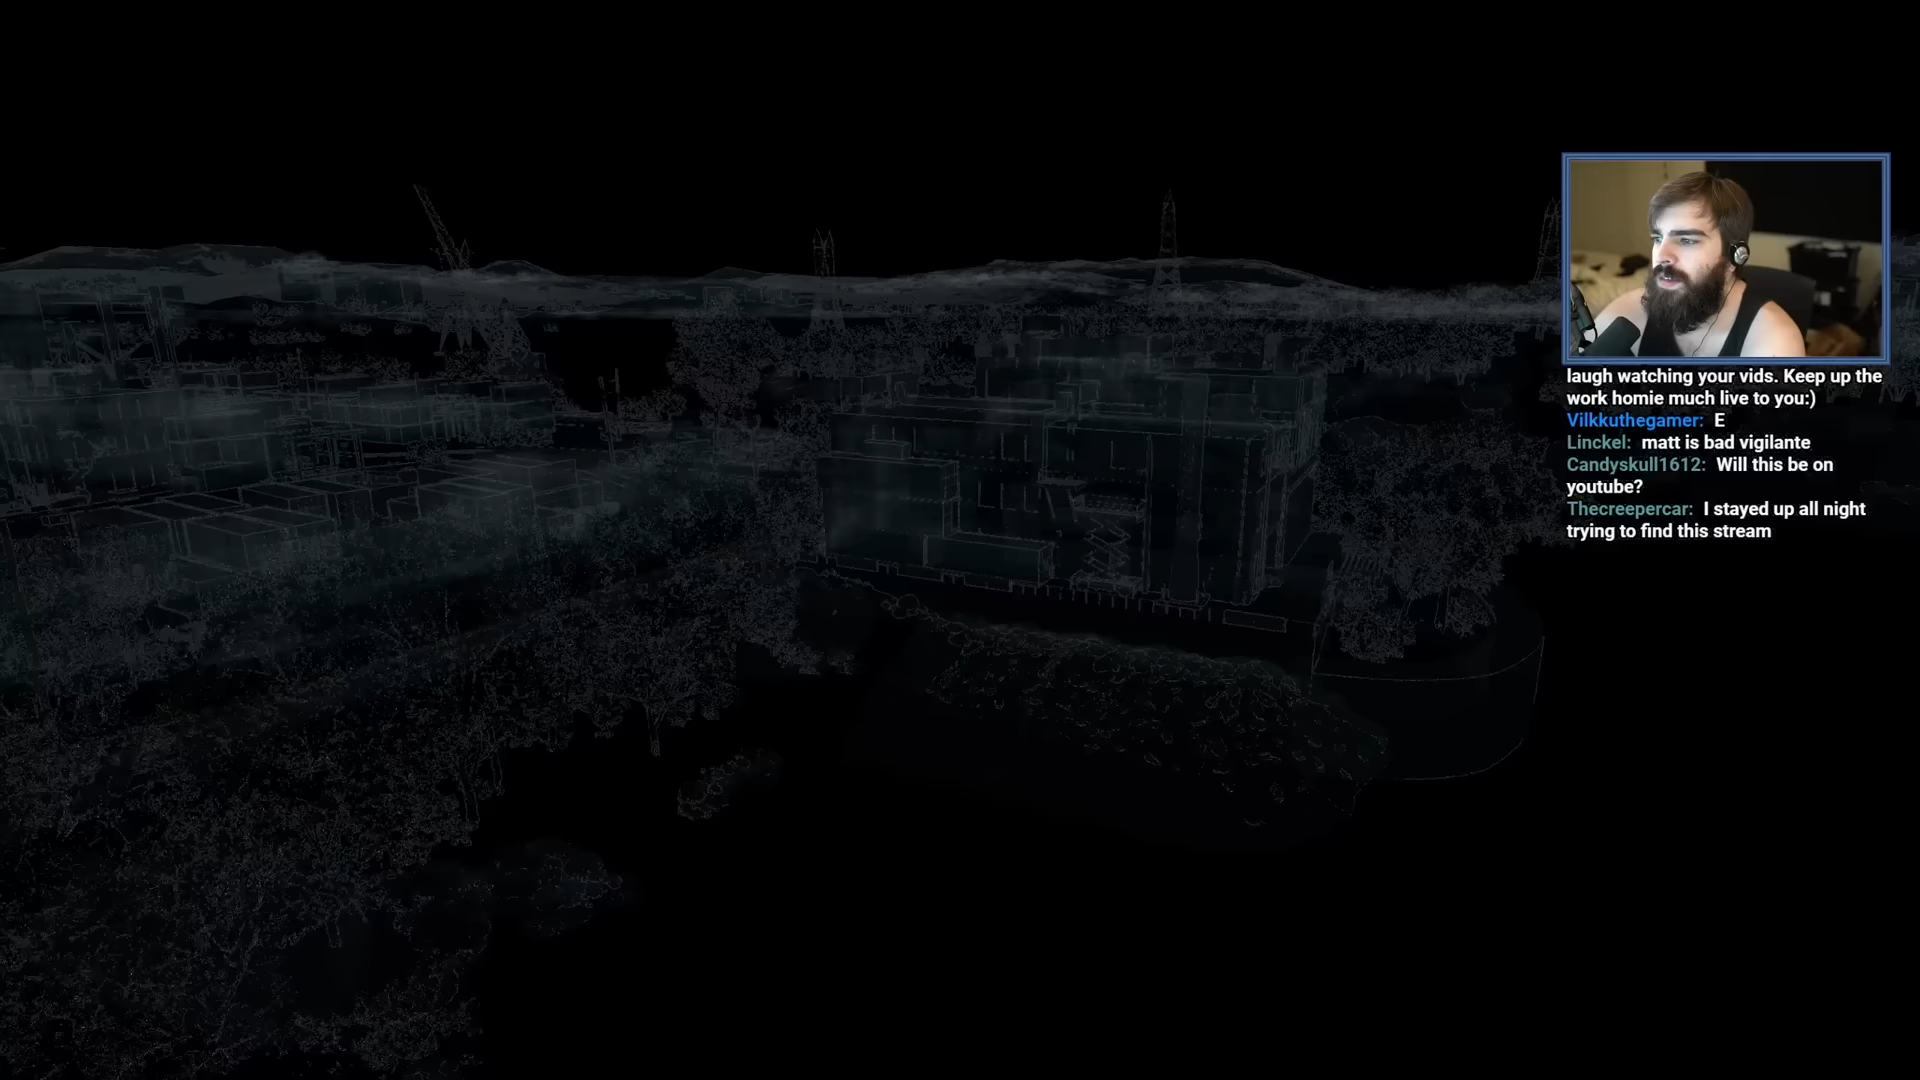 laugh watching your vids. Keep up the
work homie much live to you:)
Vilkkuthegamer: E
Linckel: matt is bad vigilante
Candyskull1612: Will this be on
youtube?
Thecreepercar: I stayed up all night
trying to find this stream